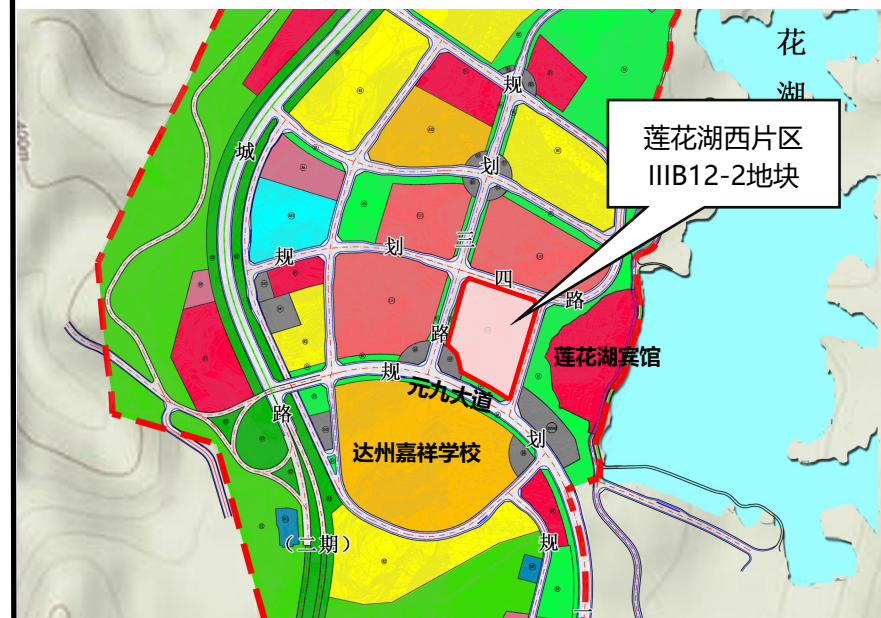 花
湖
莲花湖西片区
IIIB12-2地块
规
划
三
路
城
路
（二期）
规
划
四
路
莲花湖宾馆
规
划
元九大道
达州嘉祥学校
规
一
400m